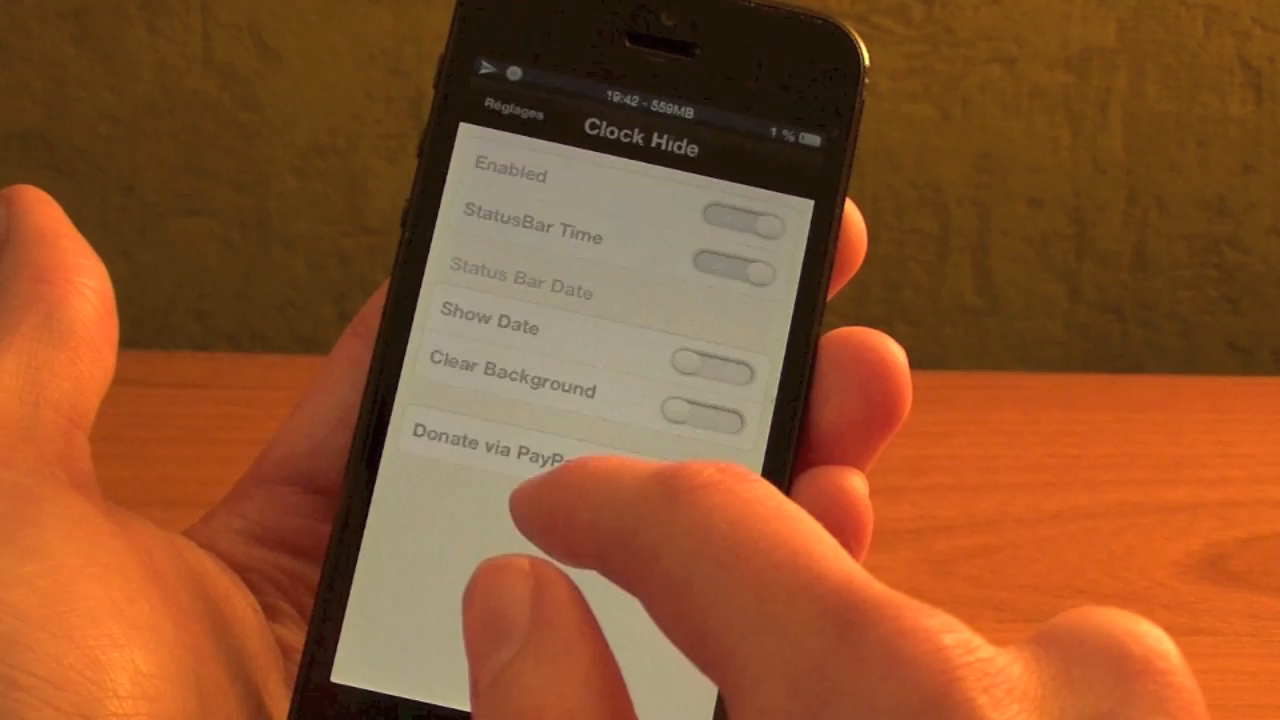 19:42 - 559MB
1 %
Réglages
Clock Hide
Enabled
StatusBar Time
Status Bar Date
Show Date
Clear Background
Donate via